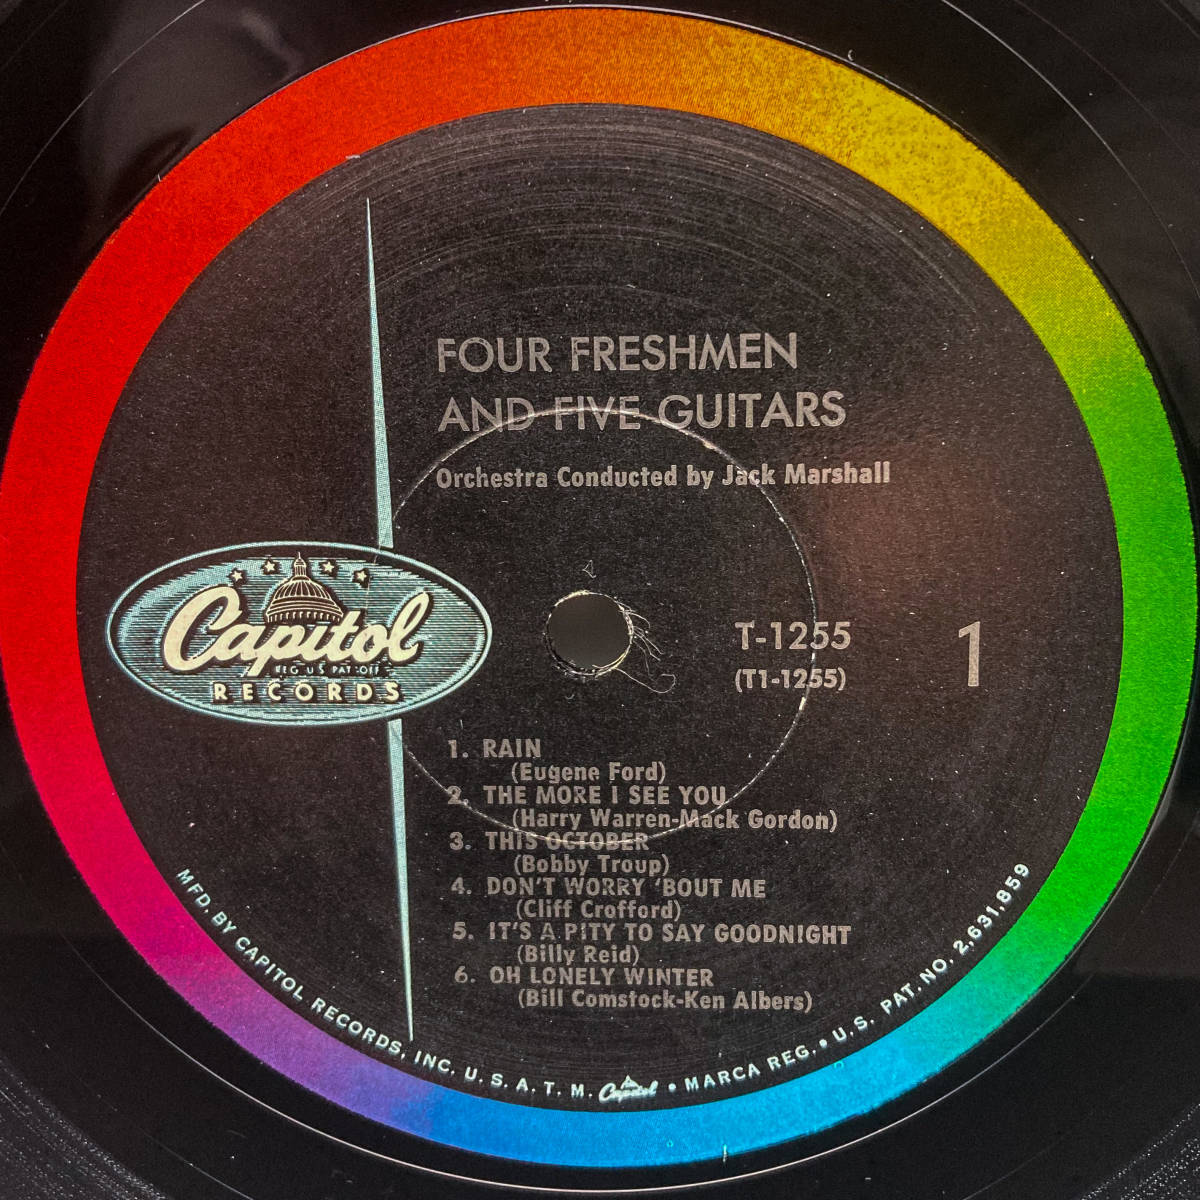 FOUR FRESHMEN
AND FIVE GUITARS
Orchestra Conducted by Jack Marshall
Capitol
REG. U.S. PAT. OFF.
RECORDS
T-1255
(T1-1255)
1
1. RAIN
(Eugene Ford)
2. THE MORE I SEE YOU
(Harry Warren-Mack Gordon)
3. THIS OCTOBER
(Bobby Troup)
4. DON'T WORRY 'BOUT ME
(Cliff Crofford)
5. IT'S A PITY TO SAY GOODNIGHT
(Billy Reid)
6. OH LONELY WINTER
(Bill Comstock-Ken Albers)
MFD. BY CAPITOL RECORDS, INC. U. S. A. T. M. Capitol • MARCA REG. • U.S. PAT. NO. 2,631,859